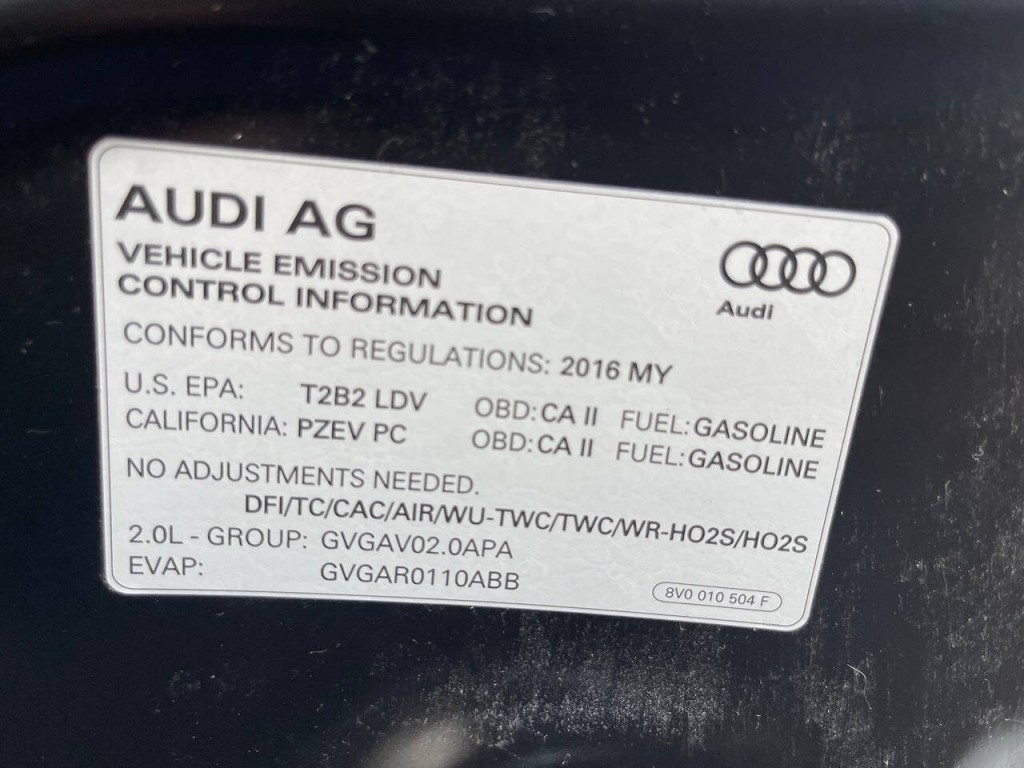 AUDI AG
VEHICLE EMISSION
CONTROL INFORMATION
Audi
CONFORMS TO REGULATIONS: 2016 MY
U.S. EPA: T2B2 LDV OBD: CA II FUEL: GASOLINE
CALIFORNIA: PZEV PC OBD: CA II FUEL: GASOLINE
NO ADJUSTMENTS NEEDED.
DFI/TC/CAC/AIR/WU-TWC/TWC/WR-HO2S/HO2S
2.0L - GROUP: GVGAV02.0APA
EVAP: GVGAR0110ABB
8V0 010 504 F